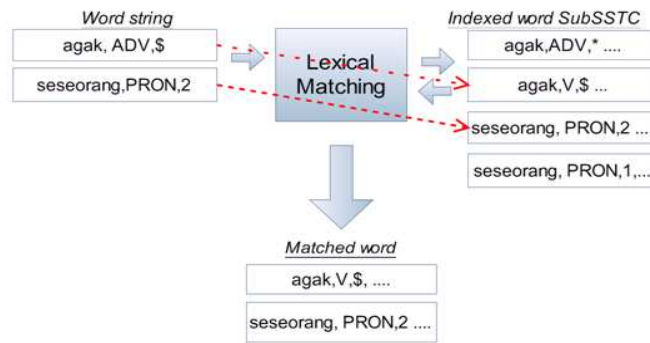 Word string
agak, ADV,$
seseorang,PRON,2
Lexical
Matching
Indexed word SubSSTC
agak,ADV,* ....
agak,V,$ ...
seseorang, PRON,2 ...
seseorang, PRON,1,...
Matched word
agak,V,$, ....
seseorang, PRON,2 ....